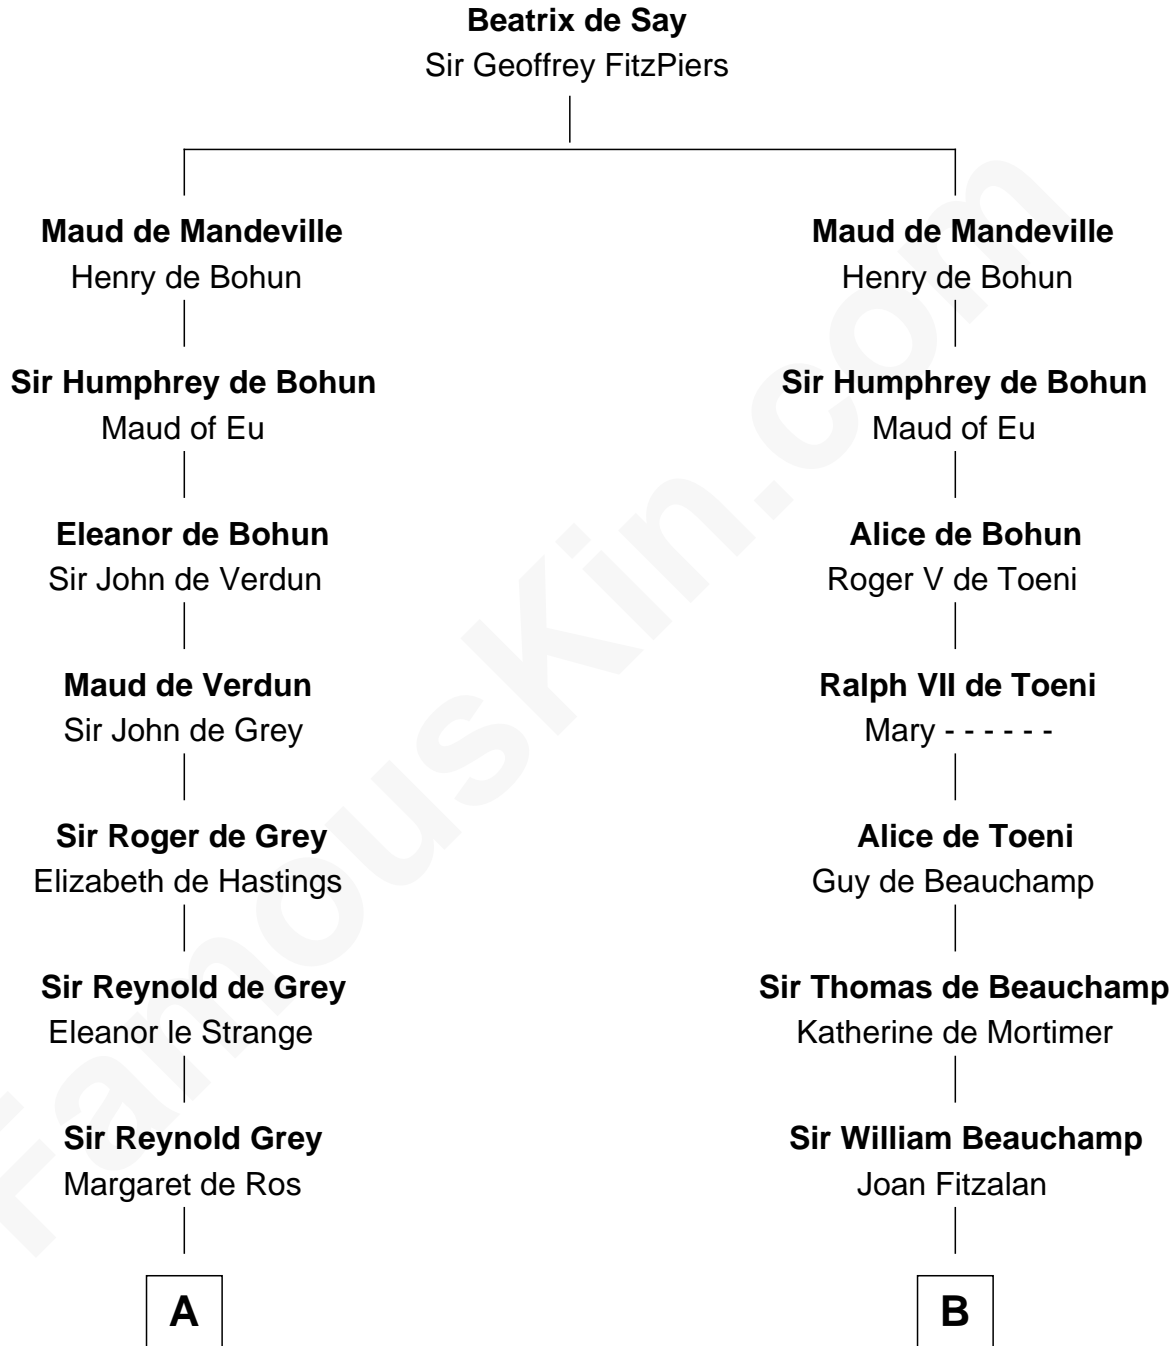 Beatrix de Say
Sir Geoffrey FitzPiers
Maud de Mandeville
Henry de Bohun
Sir Humphrey de Bohun
Maud of Eu
Eleanor de Bohun
Sir John de Verdun
Maud de Verdun
Sir John de Grey
Sir Roger de Grey
Elizabeth de Hastings
Sir Reynold de Grey
Eleanor le Strange
Sir Reynold Grey
Margaret de Ros
A
Maud de Mandeville
Henry de Bohun
Sir Humphrey de Bohun
Maud of Eu
Alice de Bohun
Roger V de Toeni
Ralph VII de Toeni
Mary - - - - - -
Alice de Toeni
Guy de Beauchamp
Sir Thomas de Beauchamp
Katherine de Mortimer
Sir William Beauchamp
Joan Fitzalan
B
FamousKin.com